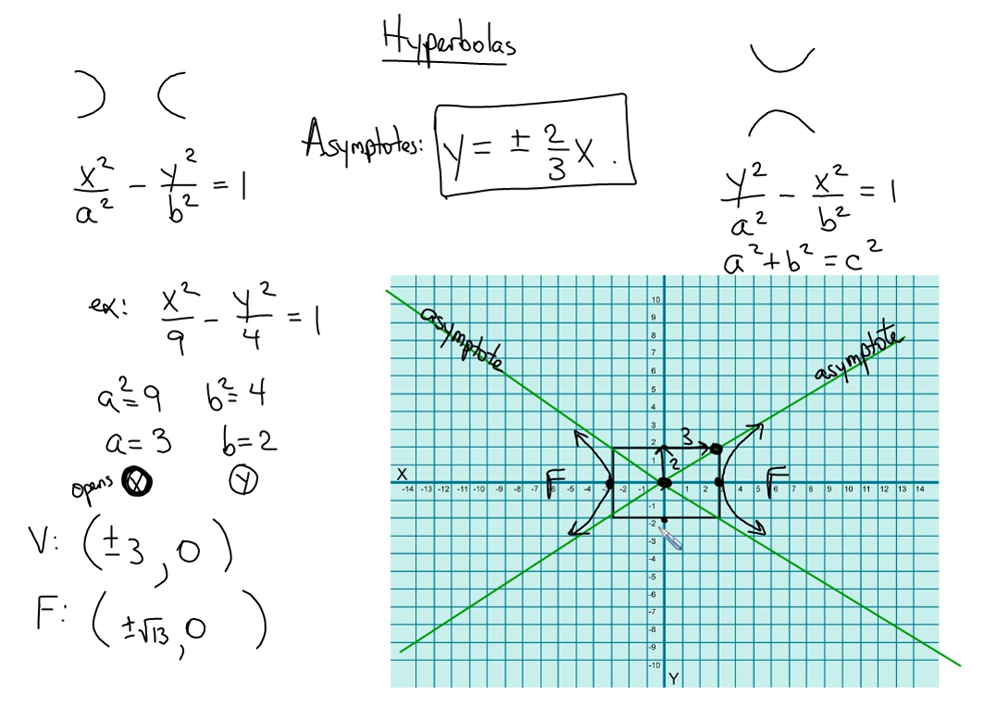 Hyperbolas
Asymptotes: y = ± 2/3 x .
x²/a² - y²/b² = 1
y²/a² - x²/b² = 1
a² + b² = c²
ex: x²/9 - y²/4 = 1
a² = 9 b² = 4
a = 3 b = 2
opens X Y
V: (±3, 0)
F: (±√13, 0)
asymptote asymptote
10
9
8
7
6
5
4
3
2
1
3
2
F F
X
-14 -13 -12 -11 -10 -9 -8 -7 -6 -5 -4 -2 -1 1 2 4 5 6 7 8 9 10 11 12 13 14
-2
-3
-4
-5
-6
-7
-8
-9
-10
Y